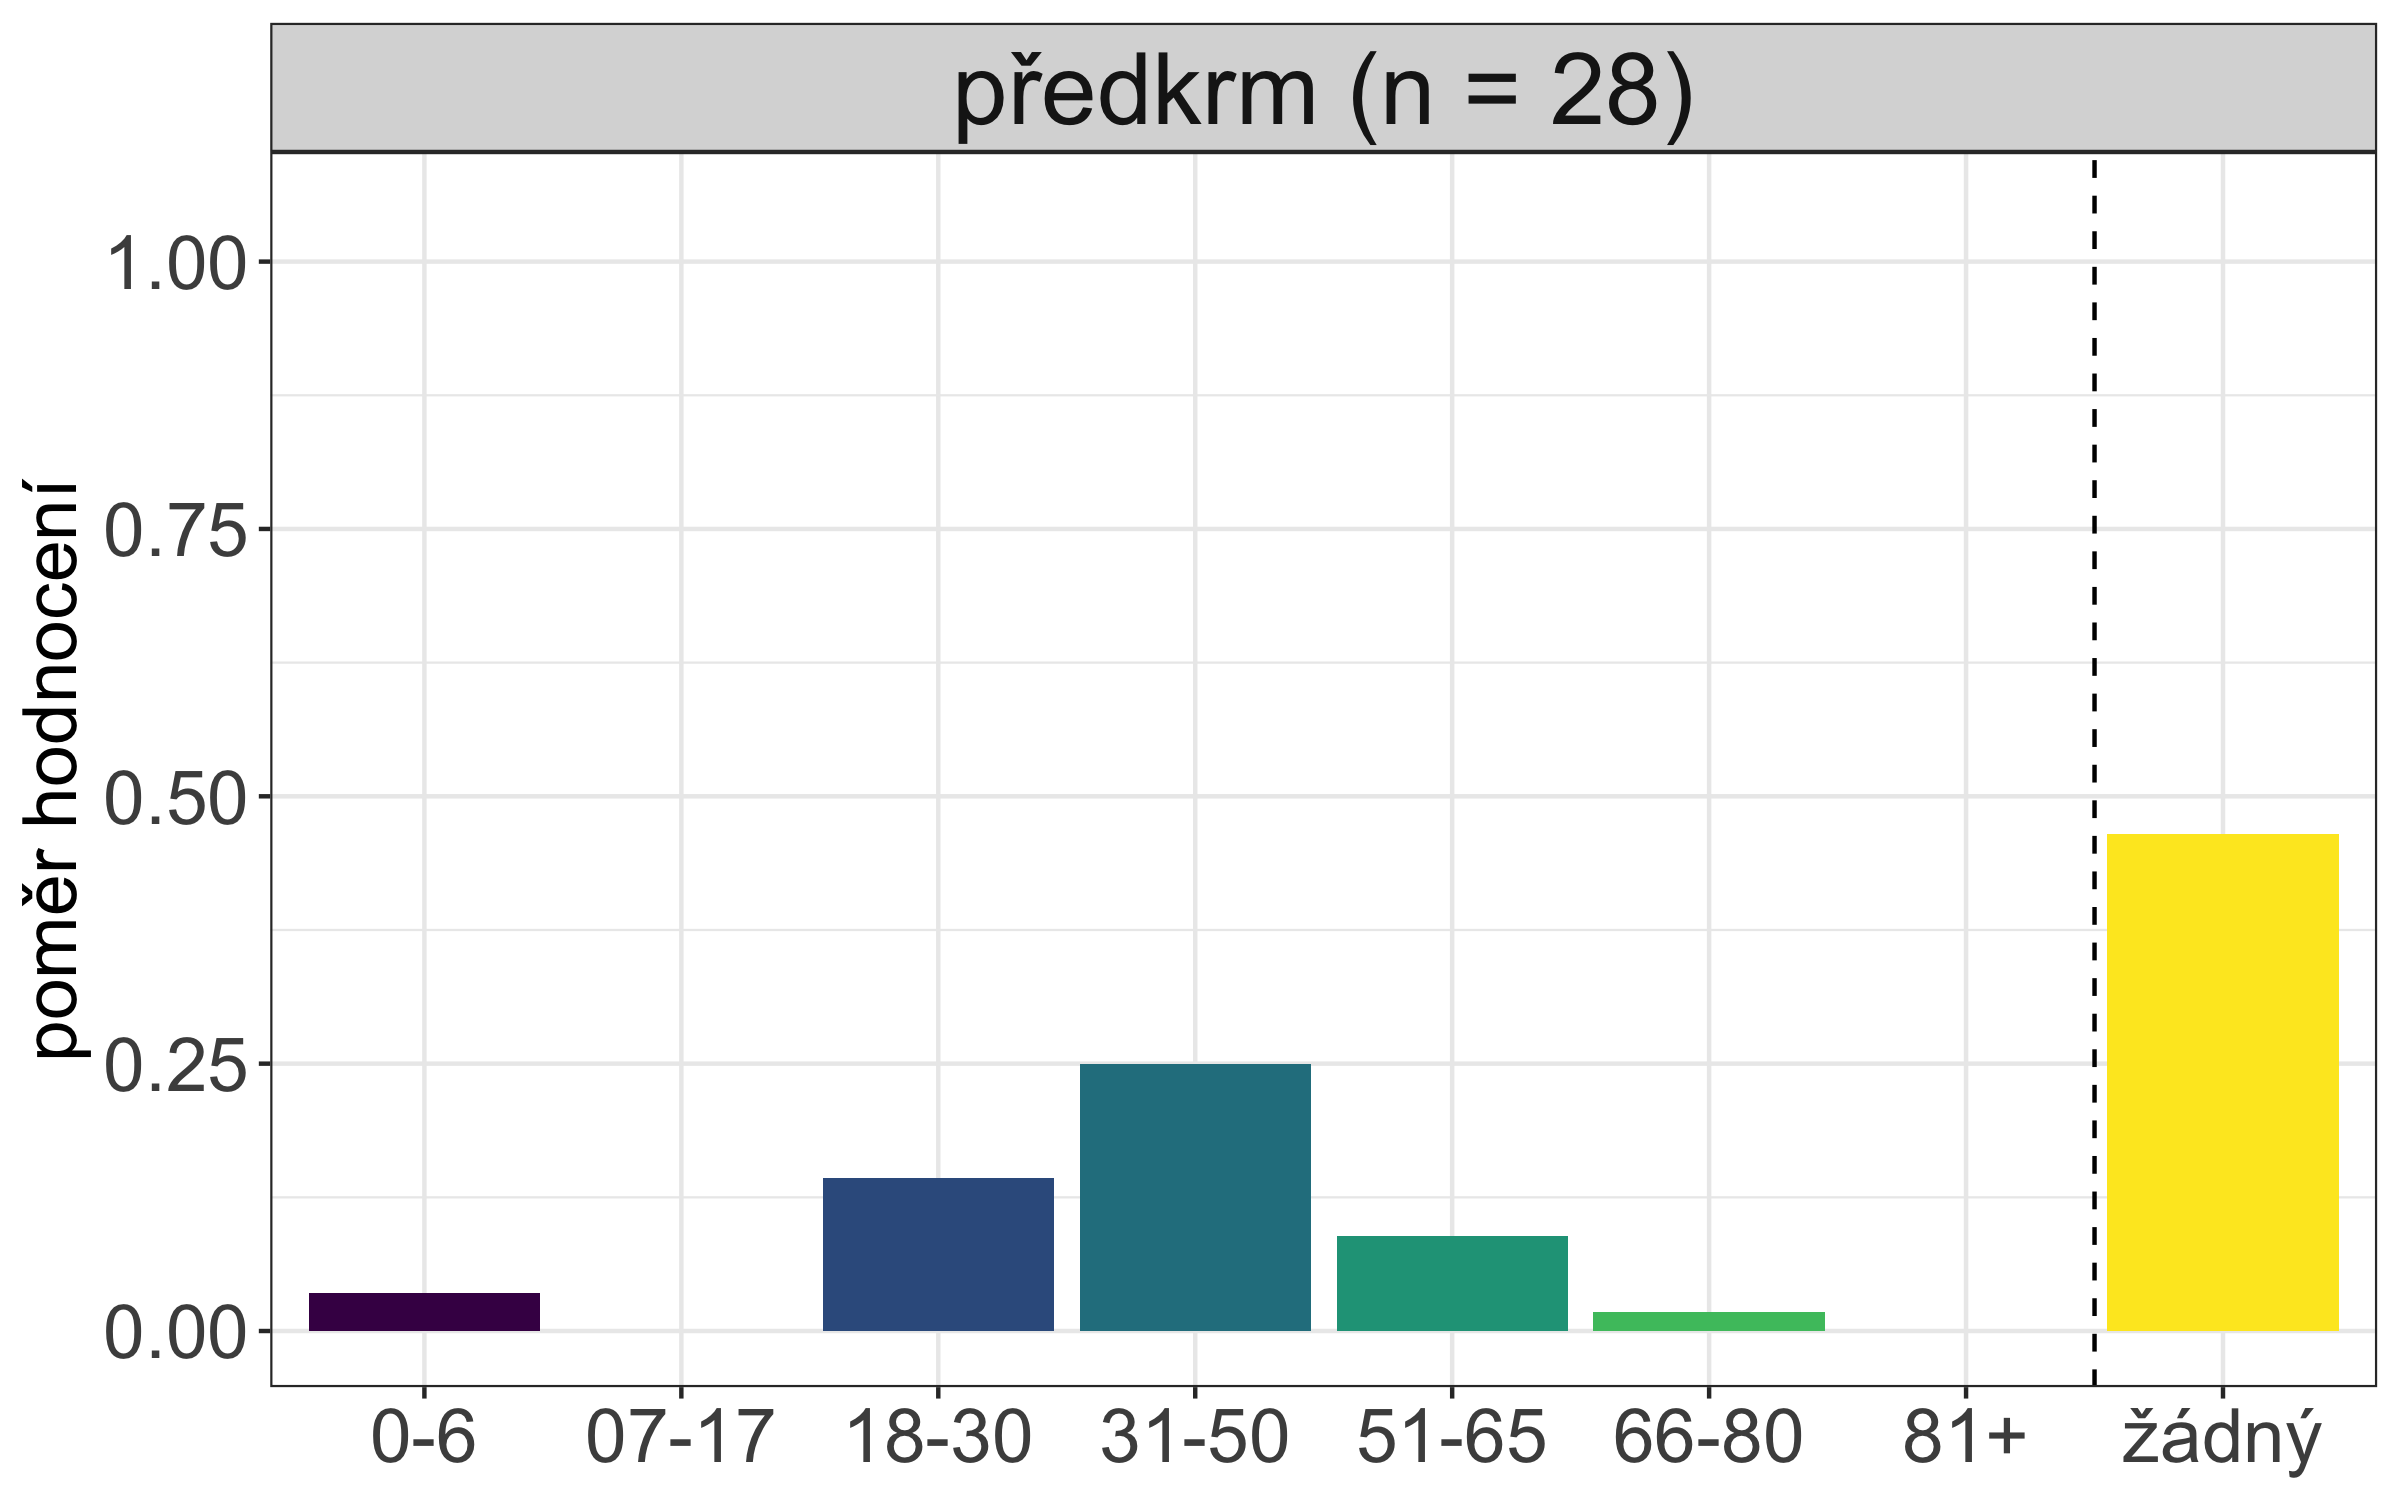 předkrm (n = 28)
poměr hodnocení
1.00
0.75
0.50
0.25
0.00
0-6 07-17 18-30 31-50 51-65 66-80 81+ žádný